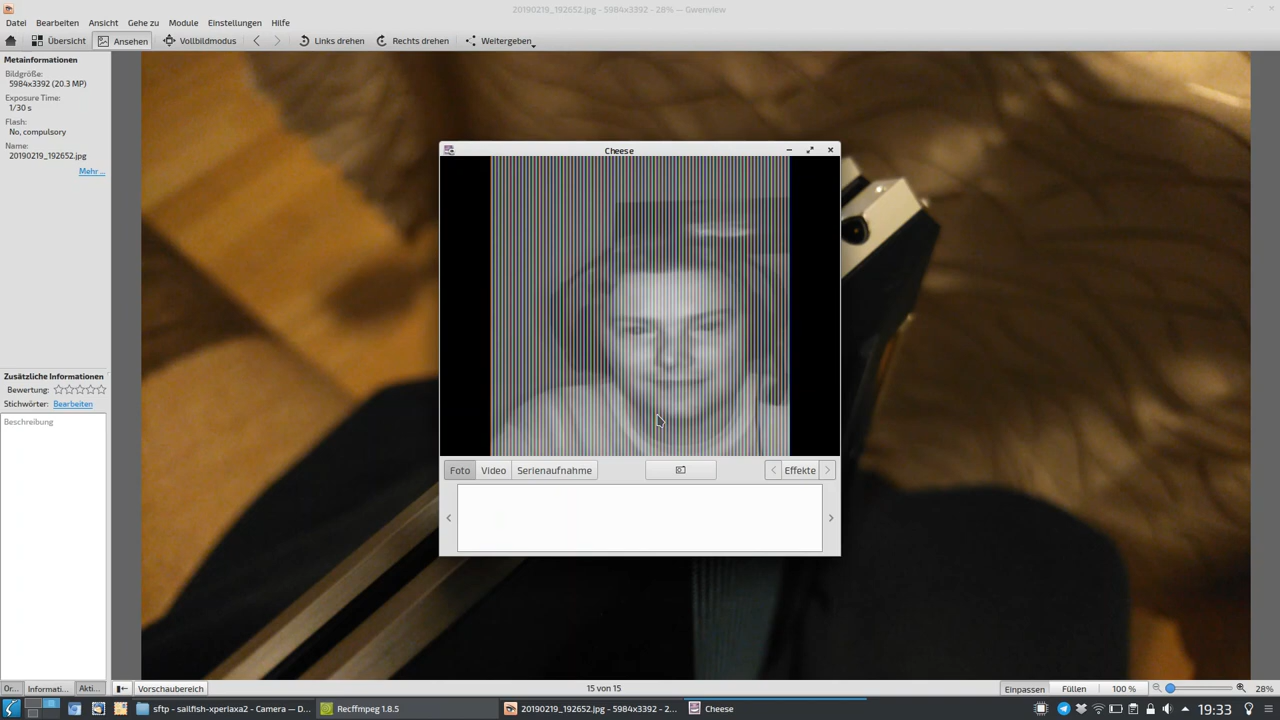 20190219_192652.jpg - 5984x3392 - 28% — Gwenview
Datei Bearbeiten Ansicht Gehe zu Module Einstellungen Hilfe
Übersicht Ansehen Vollbildmodus Links drehen Rechts drehen Weitergeben
Metainformationen
Bildgröße:
5984x3392 (20.3 MP)
Exposure Time:
1/30 s
Flash:
No, compulsory
Name:
20190219_192652.jpg
Mehr ...
Cheese
Zusätzliche Informationen
Bewertung:
Stichwörter: Bearbeiten
Beschreibung
Foto Video Serienaufnahme Effekte
Or... Informati... Akti... Vorschaubereich 15 von 15 Einpassen Füllen 100 % 28%
sftp - sailfish-xperiaxa2 - Camera — D... Recffmpeg 1.8.5 20190219_192652.jpg - 5984x3392 - 2... Cheese 19:33